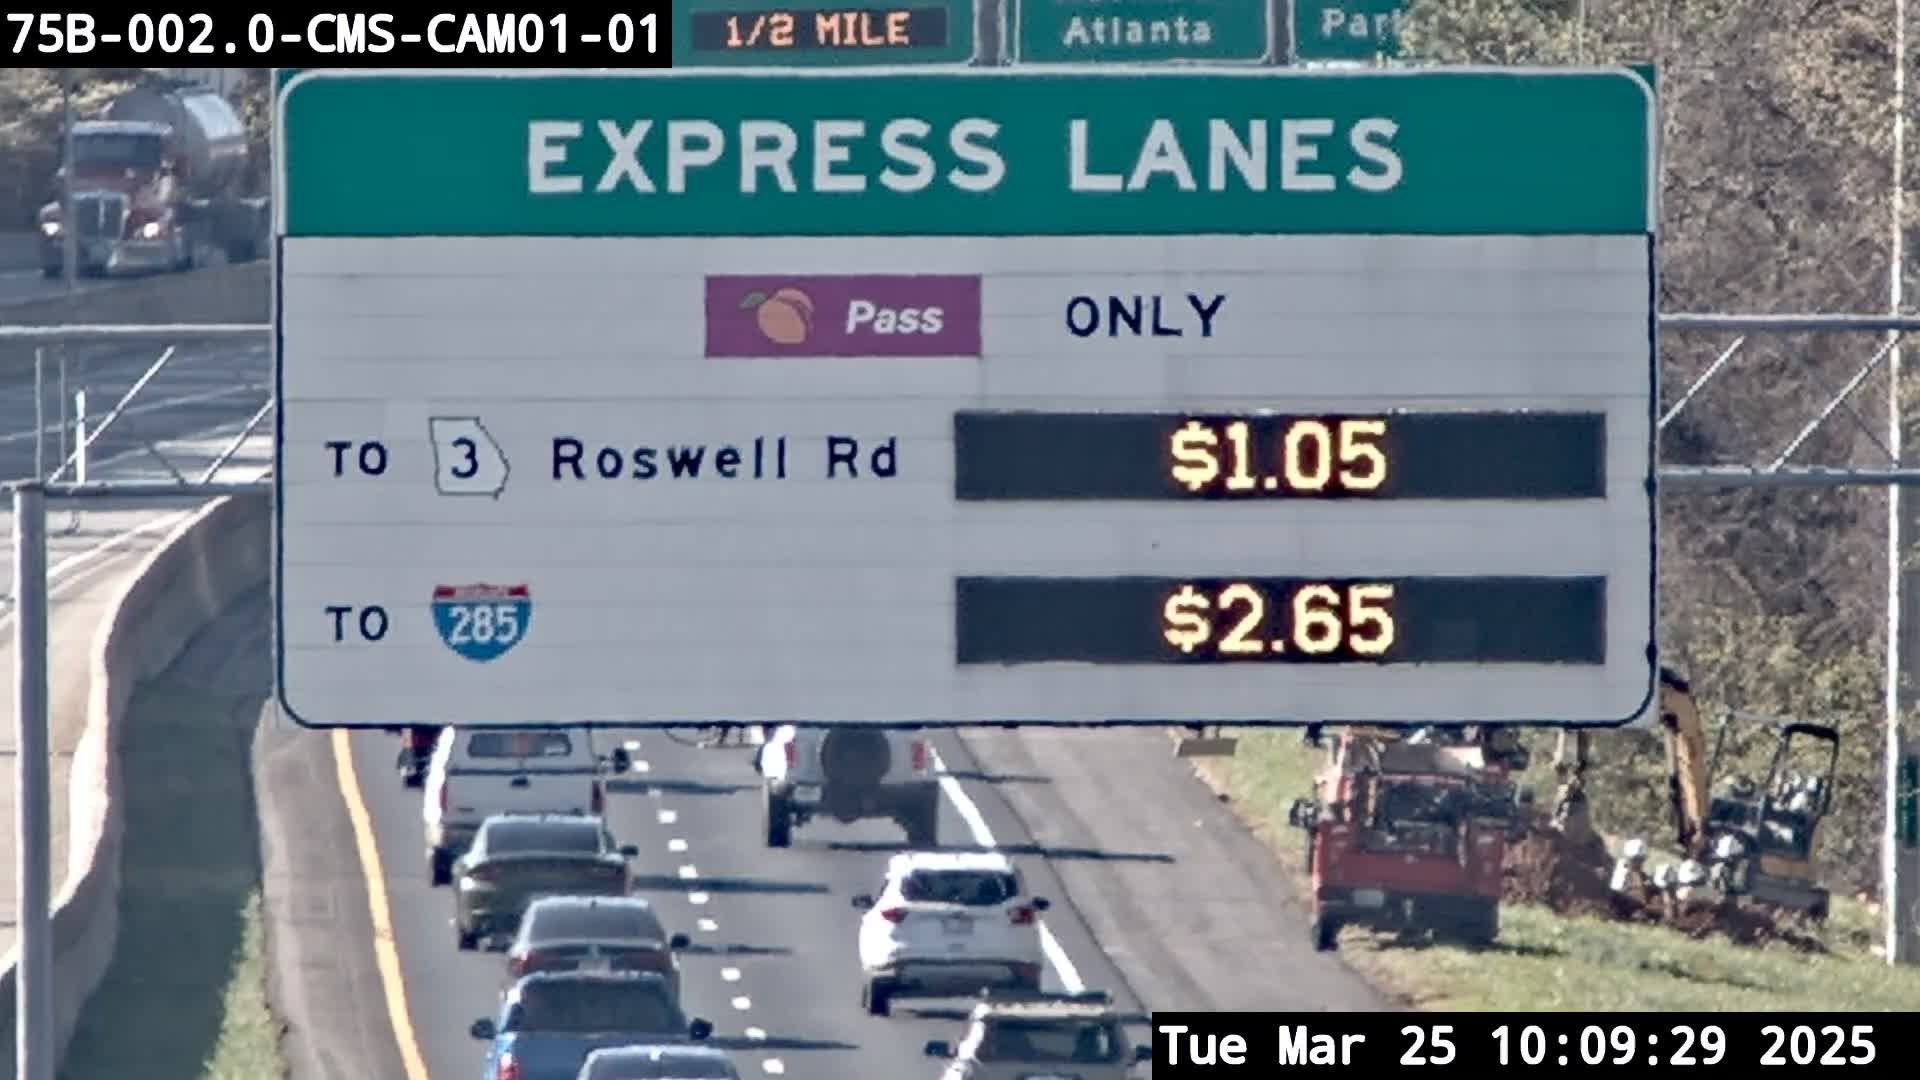 75B-002.0-CMS-CAM01-01
1/2 MILE
Atlanta
EXPRESS LANES
Pass ONLY
TO 3 Roswell Rd $1.05
TO 285 $2.65
Tue Mar 25 10:09:29 2025